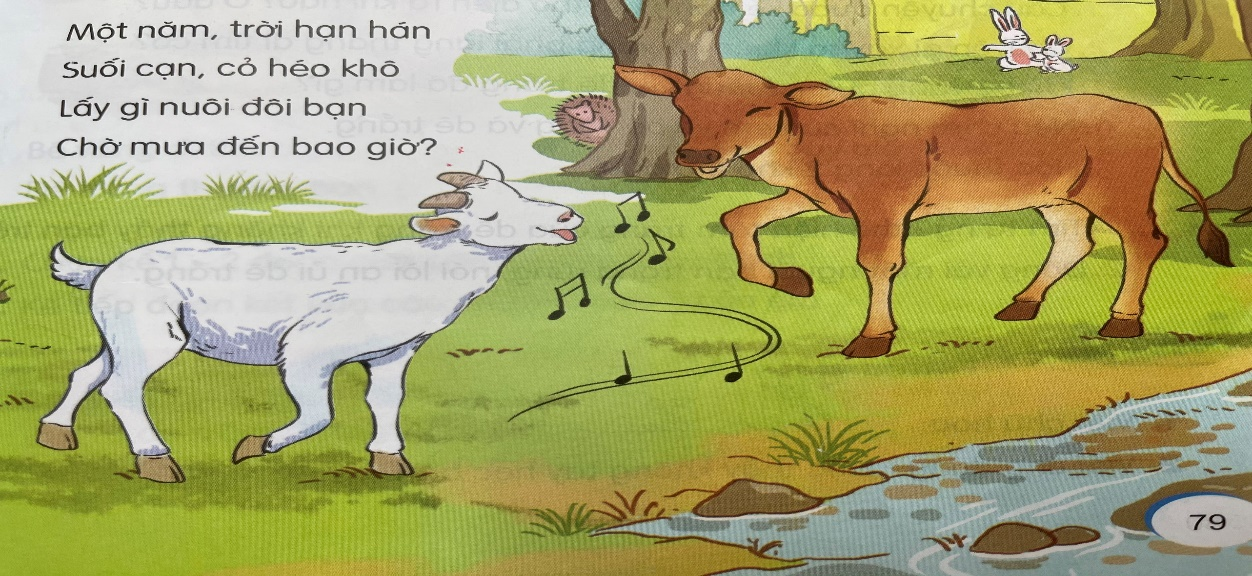 Một năm, trời hạn hán
Suối cạn, cỏ héo khô
Lấy gì nuôi đôi bạn
Chờ mưa đến bao giờ?
79